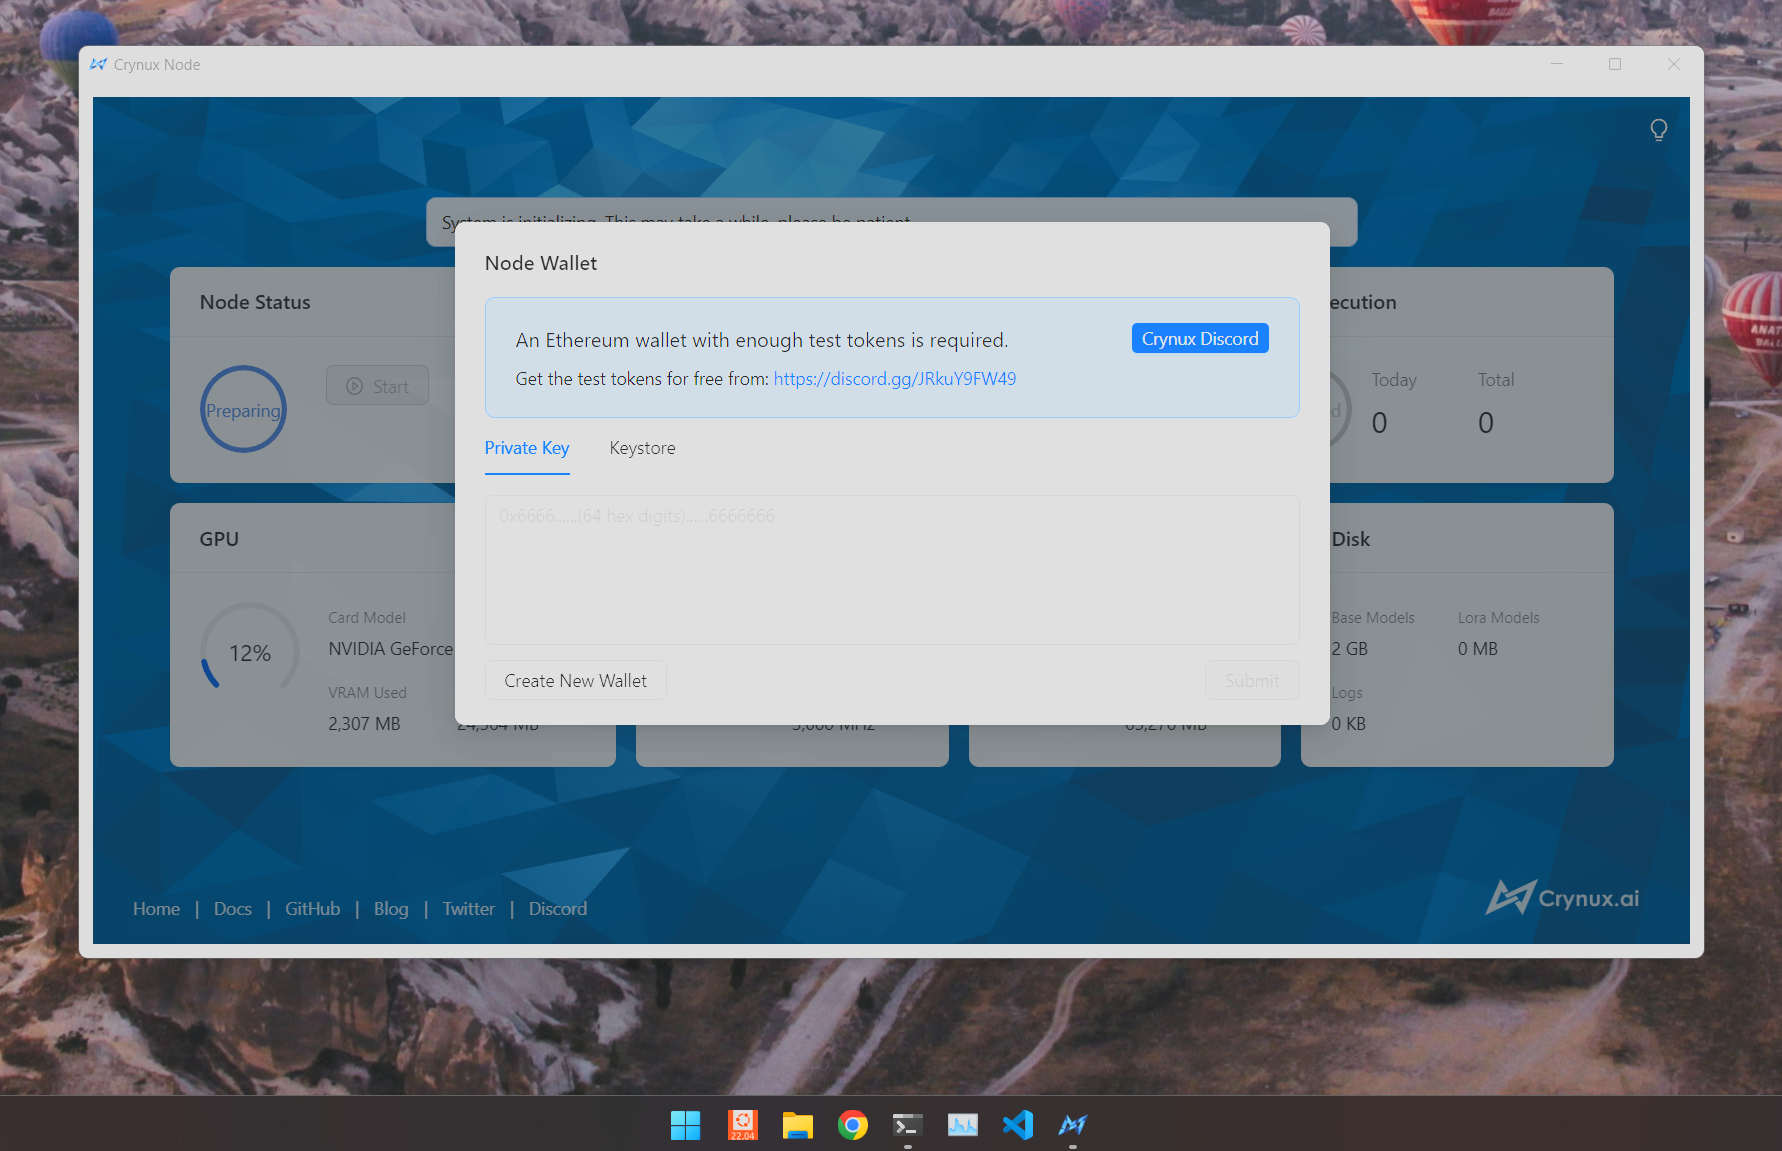 Crynux Node
System is initializing. This may take a while, please be patient.
Node Wallet
An Ethereum wallet with enough test tokens is required.
Crynux Discord
Get the test tokens for free from: https://discord.gg/JRkuY9FW49
Private Key
Keystore
0x6666......(64 hex digits)......6666666
Create New Wallet
Submit
Node Status
Preparing
Start
ecution
Today
Total
0
0
GPU
12%
Card Model
NVIDIA GeForce
VRAM Used
2,307 MB
24,564 MB
Disk
Base Models
Lora Models
2 GB
0 MB
Logs
0 KB
Home | Docs | GitHub | Blog | Twitter | Discord
Crynux.ai
22.04